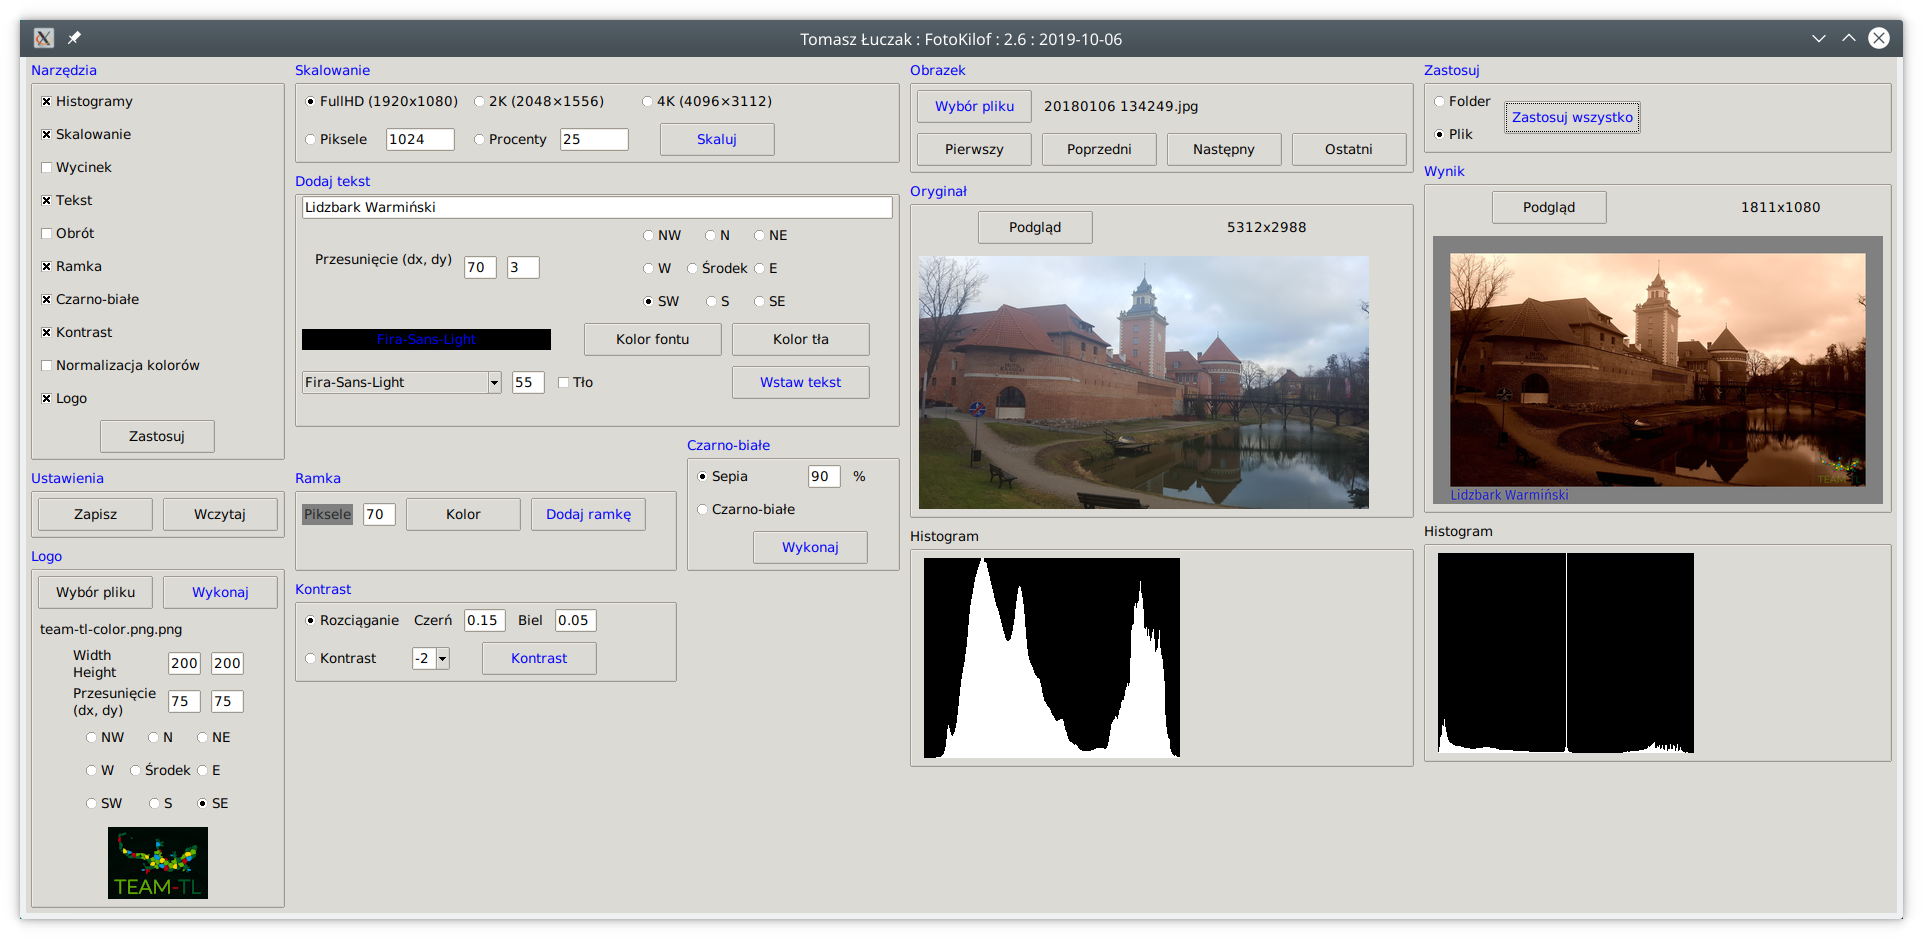 Tomasz Łuczak : FotoKilof : 2.6 : 2019-10-06
Narzędzia
Histogramy
Skalowanie
Wycinek
Tekst
Obrót
Ramka
Czarno-białe
Kontrast
Normalizacja kolorów
Logo
Zastosuj
Ustawienia
Zapisz Wczytaj
Logo
Wybór pliku Wykonaj
team-tl-color.png.png
Width
Height
200 200
Przesunięcie
(dx, dy)
75 75
NW N NE
W Środek E
SW S SE
TEAM-TL
Skalowanie
FullHD (1920x1080) 2K (2048×1556) 4K (4096×3112)
Piksele 1024 Procenty 25 Skaluj
Dodaj tekst
Lidzbark Warmiński
NW N NE
Przesunięcie (dx, dy) 70 3
W Środek E
SW S SE
Fira-Sans-Light Kolor fontu Kolor tła
Fira-Sans-Light 55 Tło Wstaw tekst
Ramka
Piksele 70 Kolor Dodaj ramkę
Czarno-białe
Sepia 90 %
Czarno-białe
Wykonaj
Kontrast
Rozciąganie Czerń 0.15 Biel 0.05
Kontrast -2 Kontrast
Obrazek
Wybór pliku 20180106 134249.jpg
Pierwszy Poprzedni Następny Ostatni
Oryginał
Podgląd 5312x2988
Histogram
Zastosuj
Folder
Plik
Zastosuj wszystko
Wynik
Podgląd 1811x1080
TEAM-TL
Lidzbark Warmiński
Histogram